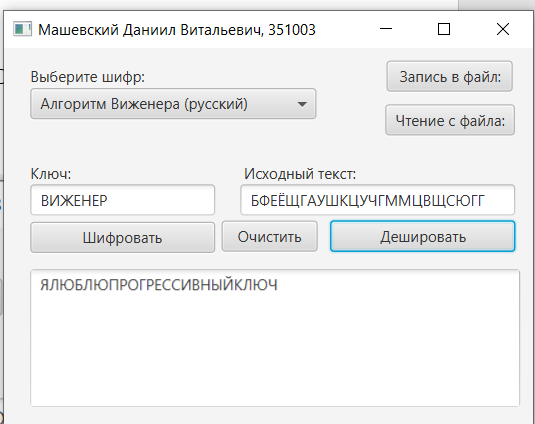 Машевский Даниил Витальевич, 351003
Выберите шифр:
Запись в файл:
Алгоритм Виженера (русский)
Чтение с файла:
Ключ:
Исходный текст:
ВИЖЕНЕР
БФЕЁЩГАУШКЦУЧГММЦВЩСЮГГ
Шифровать
Очистить
Дешировать
ЯЛЮБЛЮПРОГРЕССИВНЫЙКЛЮЧ